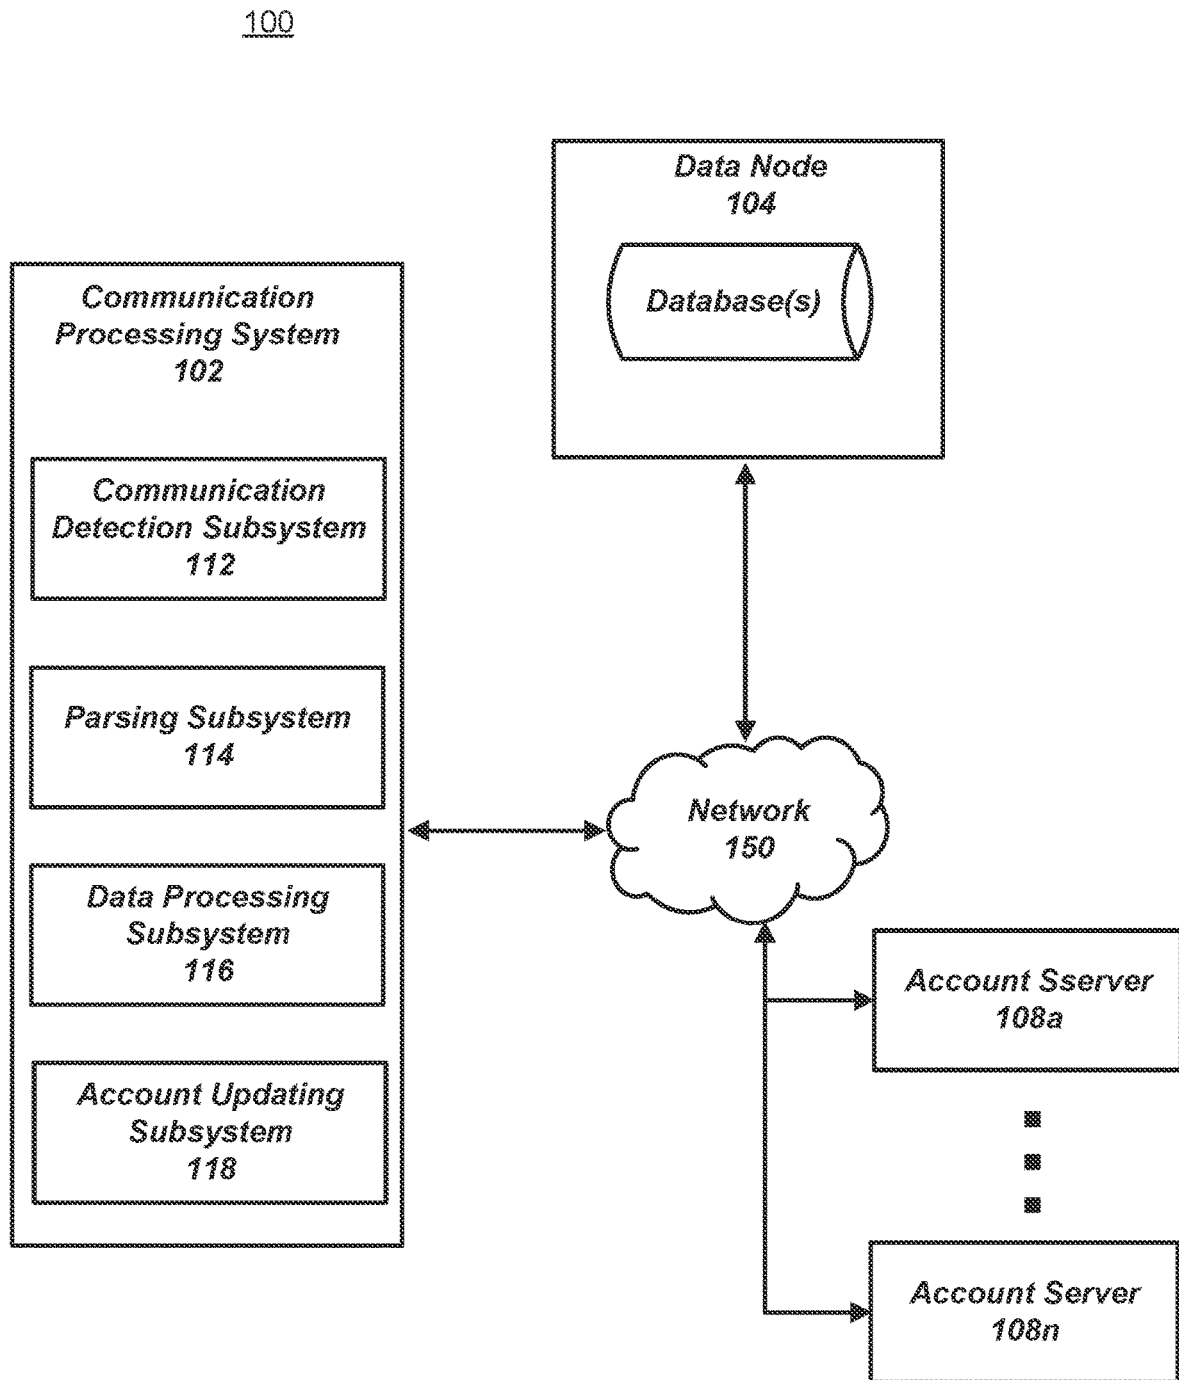 100
Data Node
104
Database(s)
Communication
Processing System
102
Communication
Detection Subsystem
112
Parsing Subsystem
114
Data Processing
Subsystem
116
Account Updating
Subsystem
118
Network
150
Account Sserver
108a
Account Server
108n